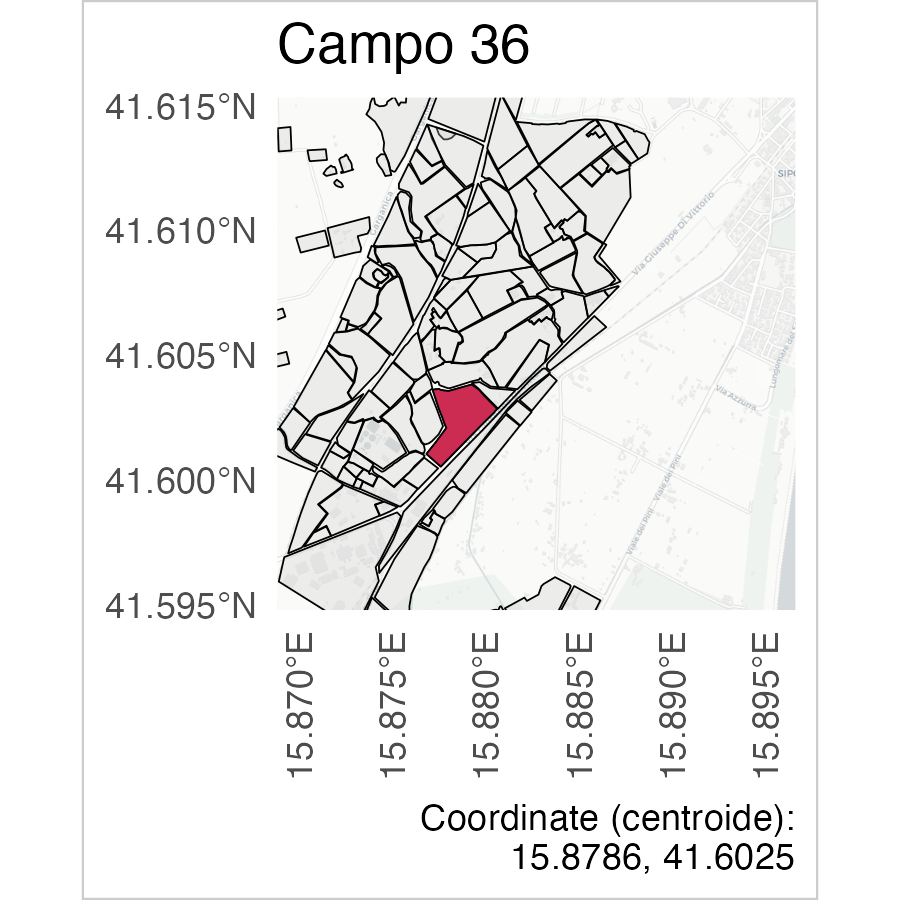 Campo 36
41.615°N
41.610°N
41.605°N
41.600°N
41.595°N
SIPO
Via Giuseppe Di Vittorio
Garganica
Lungomare del S
Via Azzurra
Viale dei Pini
Viale dei Pini
15.870°E
15.875°E
15.880°E
15.885°E
15.890°E
15.895°E
Coordinate (centroide):
15.8786, 41.6025